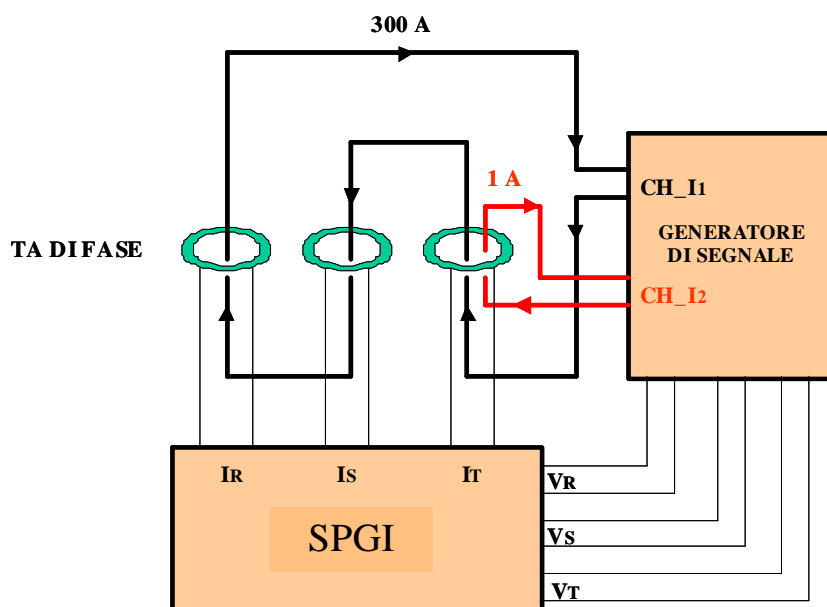 300 A
1 A
CH_I1
GENERATORE
DI SEGNALE
TA DI FASE
CH_I2
IR
IS
IT
VR
SPGI
VS
VT